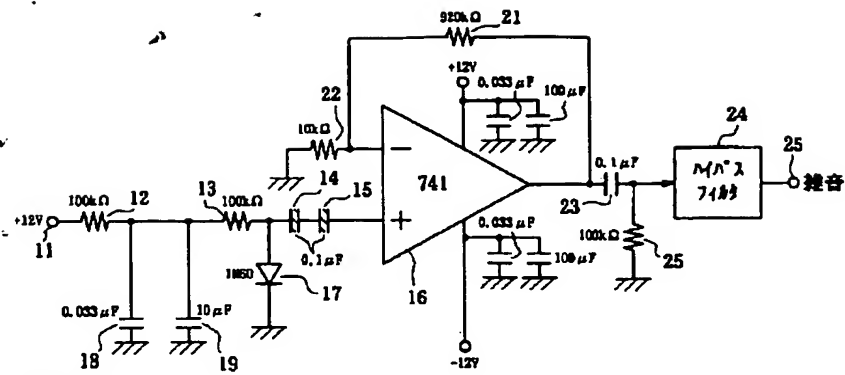 920kΩ
21
+12V
0.033μF
100μF
22
10kΩ
14
15
741
24
25
0.1μF
ハイパス
フィルタ
雑音
23
100kΩ
12
13
100kΩ
+12V
11
0.1μF
0.033μF
100μF
100kΩ
25
1N60
17
16
0.033μF
10μF
18
19
-12V